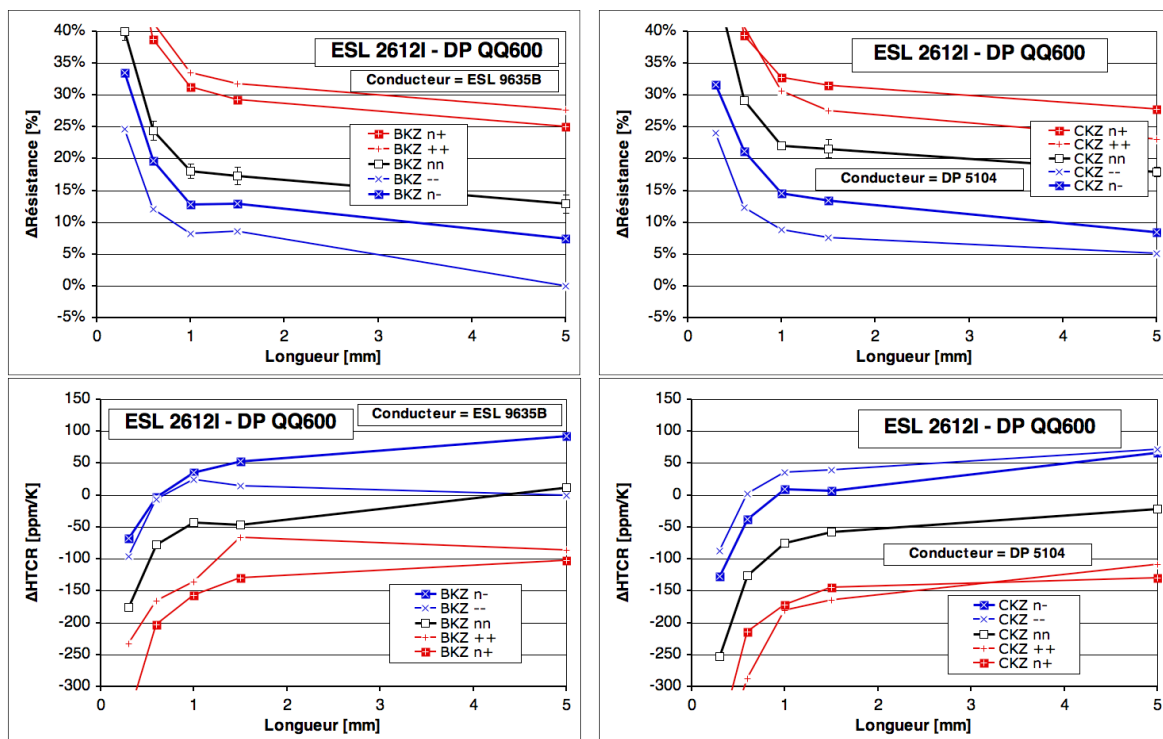 40%
35%
30%
25%
20%
15%
10%
5%
0%
-5%
ΔRésistance [%]
ESL 2612I - DP QQ600
Conducteur = ESL 9635B
BKZ n+
BKZ ++
BKZ nn
BKZ --
BKZ n-
0 1 2 3 4 5
Longueur [mm]
40%
35%
30%
25%
20%
15%
10%
5%
0%
-5%
ΔRésistance [%]
ESL 2612I - DP QQ600
CKZ n+
CKZ ++
CKZ nn
CKZ --
CKZ n-
Conducteur = DP 5104
0 1 2 3 4 5
Longueur [mm]
150
100
50
0
-50
-100
-150
-200
-250
-300
ΔHTCR [ppm/K]
ESL 2612I - DP QQ600
Conducteur = ESL 9635B
BKZ n-
BKZ --
BKZ nn
BKZ ++
BKZ n+
0 1 2 3 4 5
Longueur [mm]
150
100
50
0
-50
-100
-150
-200
-250
-300
ΔHTCR [ppm/K]
ESL 2612I - DP QQ600
Conducteur = DP 5104
CKZ n-
CKZ --
CKZ nn
CKZ ++
CKZ n+
0 1 2 3 4 5
Longueur [mm]